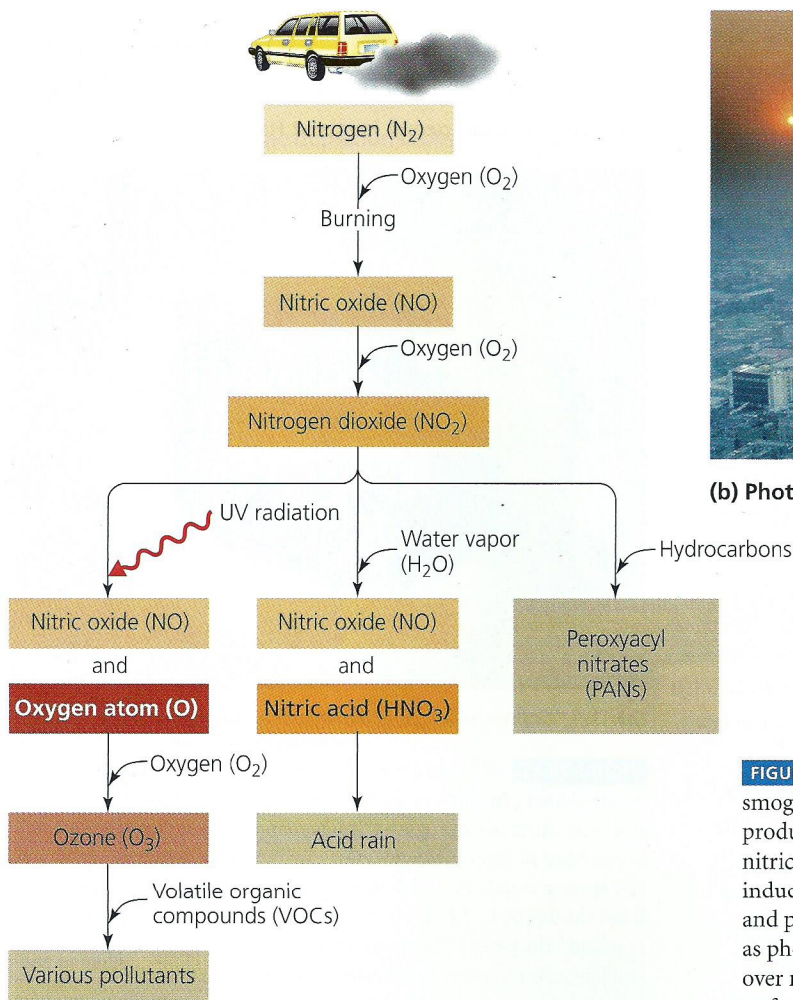 Nitrogen (N₂)
Oxygen (O₂)
Burning
Nitric oxide (NO)
Oxygen (O₂)
Nitrogen dioxide (NO₂)
UV radiation
Water vapor
(H₂O)
Hydrocarbons
Nitric oxide (NO)
and
Oxygen atom (O)
Nitric oxide (NO)
and
Nitric acid (HNO₃)
Peroxyacyl
nitrates
(PANs)
Oxygen (O₂)
Ozone (O₃)
Acid rain
Volatile organic
compounds (VOCs)
Various pollutants
(b) Phot
FIGU
smog
produ
nitric
induc
and p
as pho
over r